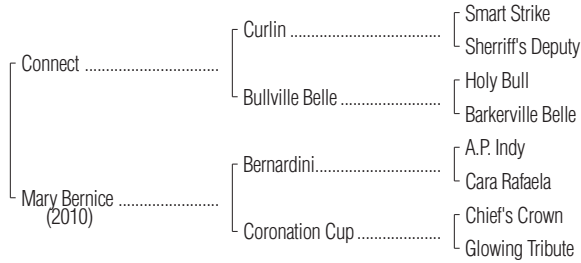 Smart Strike
Curlin ..................................
Sherriff's Deputy
Connect ..............................
Holy Bull
Bullville Belle ......................
Barkerville Belle
A.P. Indy
Bernardini............................
Cara Rafaela
Mary Bernice ......................
(2010)
Chief's Crown
Coronation Cup ...................
Glowing Tribute